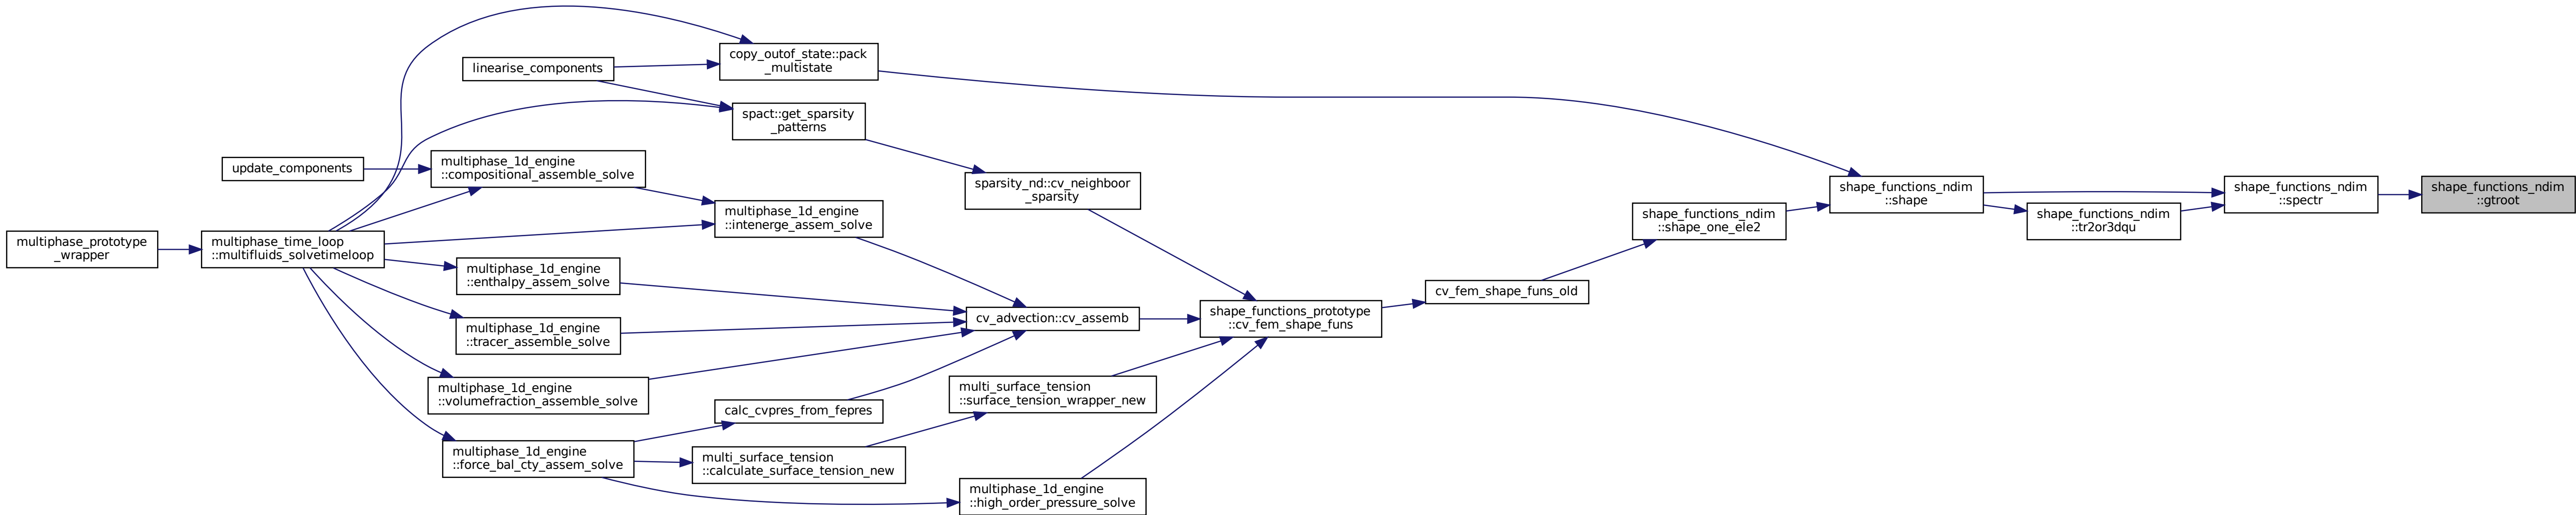 copy_outof_state::pack
_multistate
linearise_components
spact::get_sparsity
_patterns
multiphase_1d_engine
::compositional_assemble_solve
update_components
sparsity_nd::cv_neighboor
_sparsity
shape_functions_ndim
::shape
shape_functions_ndim
::spectr
shape_functions_ndim
::gtroot
multiphase_1d_engine
::intenerge_assem_solve
shape_functions_ndim
::shape_one_ele2
shape_functions_ndim
::tr2or3dqu
multiphase_prototype
_wrapper
multiphase_time_loop
::multifluids_solvetimeloop
multiphase_1d_engine
::enthalpy_assem_solve
cv_fem_shape_funs_old
cv_advection::cv_assemb
shape_functions_prototype
::cv_fem_shape_funs
multiphase_1d_engine
::tracer_assemble_solve
multiphase_1d_engine
::volumefraction_assemble_solve
multi_surface_tension
::surface_tension_wrapper_new
calc_cvpres_from_fepres
multiphase_1d_engine
::force_bal_cty_assem_solve
multi_surface_tension
::calculate_surface_tension_new
multiphase_1d_engine
::high_order_pressure_solve